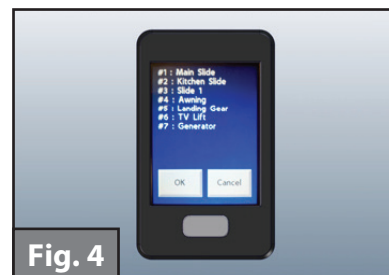 #1 : Main Slide
#2 : Kitchen Slide
#3 : Slide 1
#4 : Awning
#5 : Landing Gear
#6 : TV Lift
#7 : Generator
OK
Cancel
Fig. 4